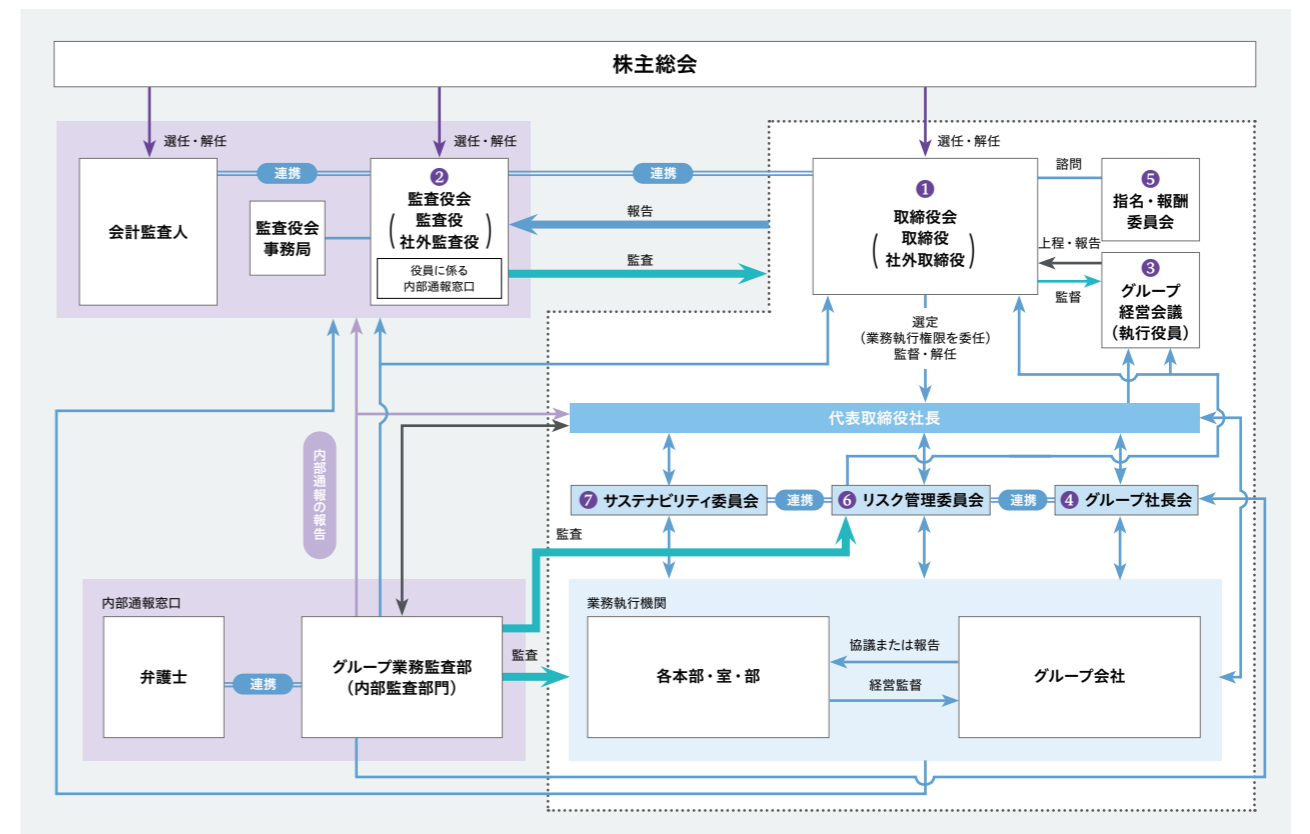 株主総会
選任・解任
選任・解任
選任・解任
会計監査人
連携
監査役会
事務局
❷
監査役会
監査役
社外監査役
役員に係る
内部通報窓口
連携
報告
監査
❶
取締役会
(取締役
社外取締役)
諮問
❺
指名・報酬
委員会
上程・報告
監督
❸
グループ
経営会議
(執行役員)
選定
(業務執行権限を委任)
監督・解任
代表取締役社長
内部通報の報告
❼ サステナビリティ委員会
連携
❻ リスク管理委員会
連携
❹ グループ社長会
監査
内部通報窓口
弁護士
連携
グループ業務監査部
(内部監査部門)
監査
業務執行機関
各本部・室・部
協議または報告
経営監督
グループ会社